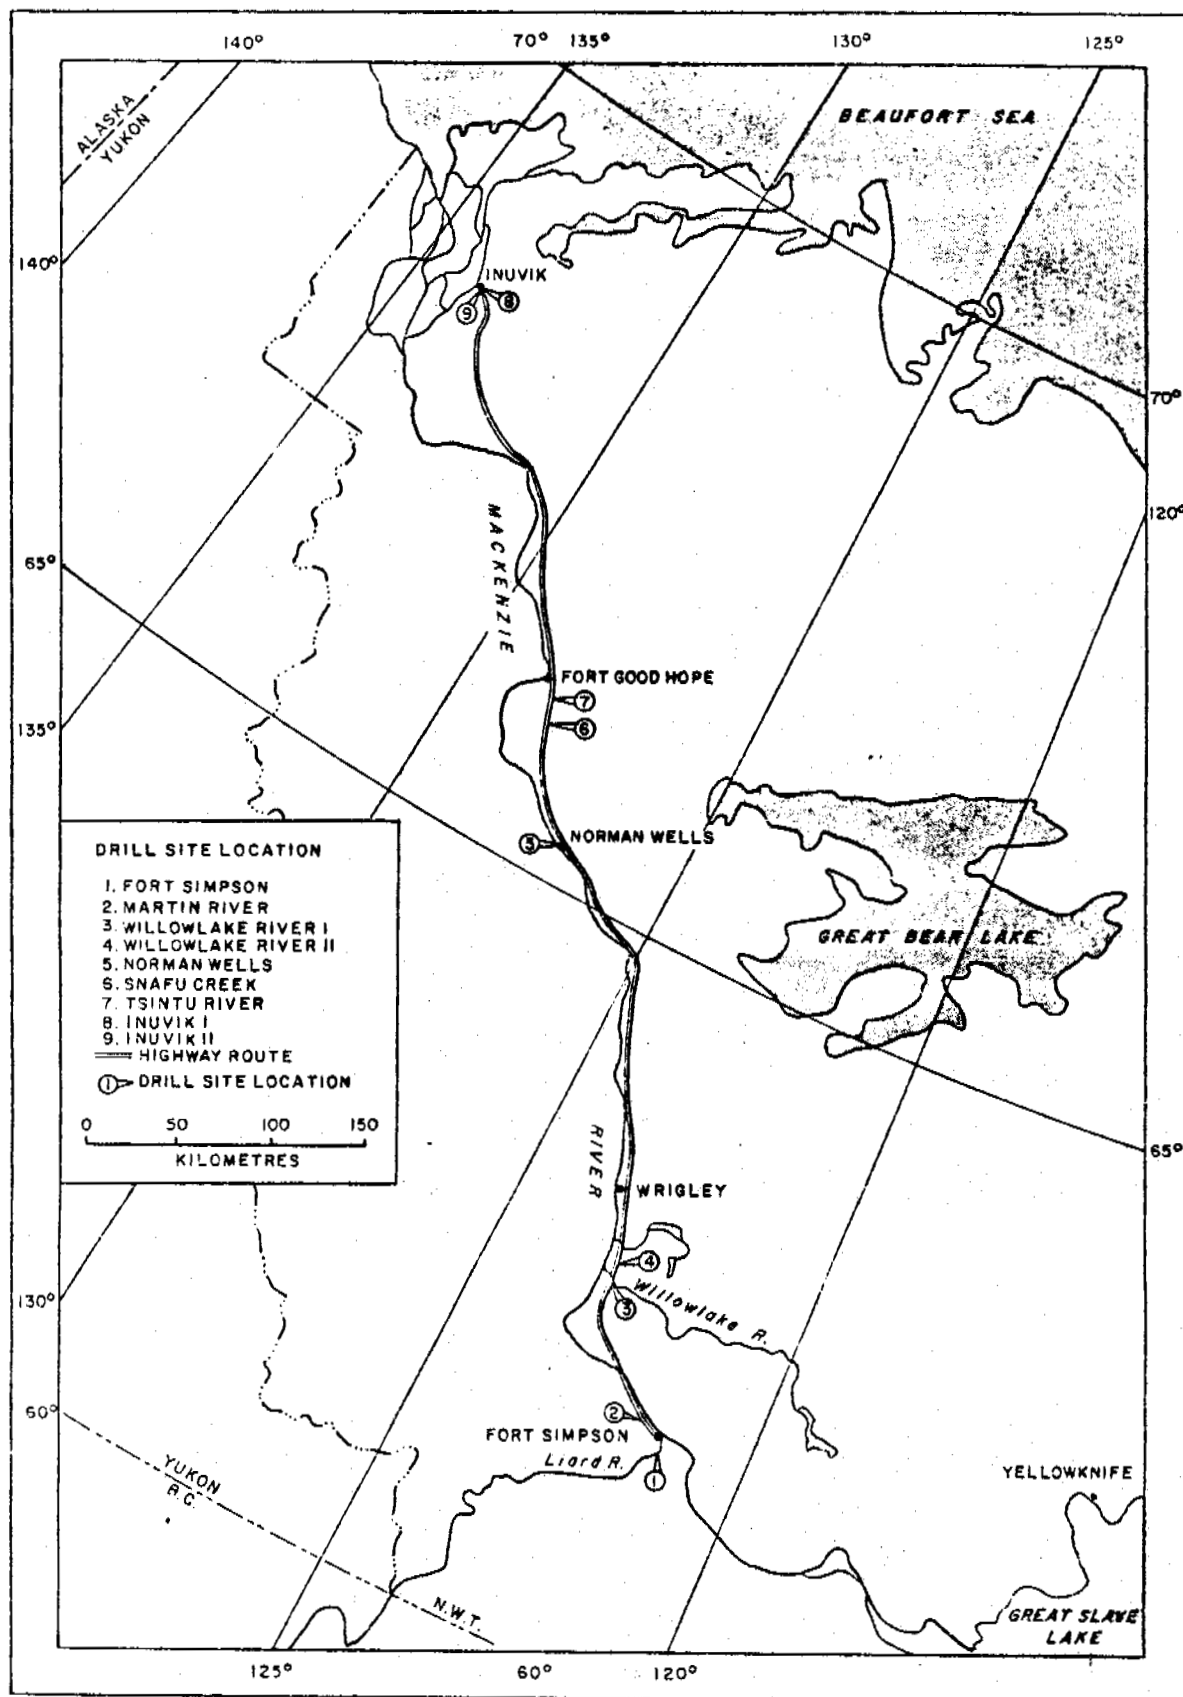 140°
70°
135°
130°
125°
ALASKA
YUKON
BEAUFORT SEA
140°
INUVIK
9
8
70°
120°
MACKENZIE
65°
FORT GOOD HOPE
7
6
135°
5
NORMAN WELLS
DRILL SITE LOCATION
1. FORT SIMPSON
2. MARTIN RIVER
3. WILLOWLAKE RIVER I
4. WILLOWLAKE RIVER II
5. NORMAN WELLS
6. SNAFU CREEK
7. TSINTU RIVER
8. INUVIK I
9. INUVIK II
HIGHWAY ROUTE
1 DRILL SITE LOCATION
0 50 100 150
KILOMETRES
GREAT BEAR LAKE
65°
RIVER
WRIGLEY
4
3
Willowlake R.
130°
60°
2
FORT SIMPSON
Liard R.
1
YELLOWKNIFE
YUKON
B.C.
N.W.T.
GREAT SLAVE
LAKE
125°
60°
120°